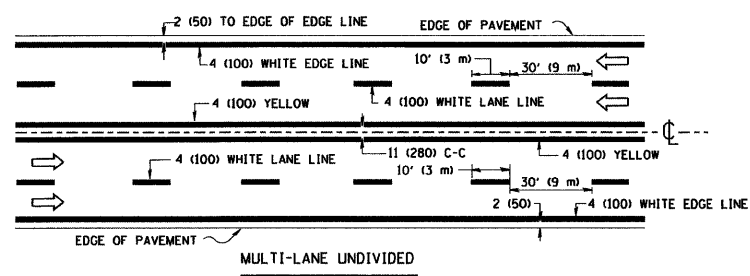 2 (50) TO EDGE OF EDGE LINE
EDGE OF PAVEMENT
4 (100) WHITE EDGE LINE
10' (3 m)
30' (9 m)
4 (100) YELLOW
4 (100) WHITE LANE LINE
CL
4 (100) WHITE LANE LINE
11 (280) C-C
4 (100) YELLOW
10' (3 m)
30' (9 m)
2 (50)
4 (100) WHITE EDGE LINE
EDGE OF PAVEMENT
MULTI-LANE UNDIVIDED